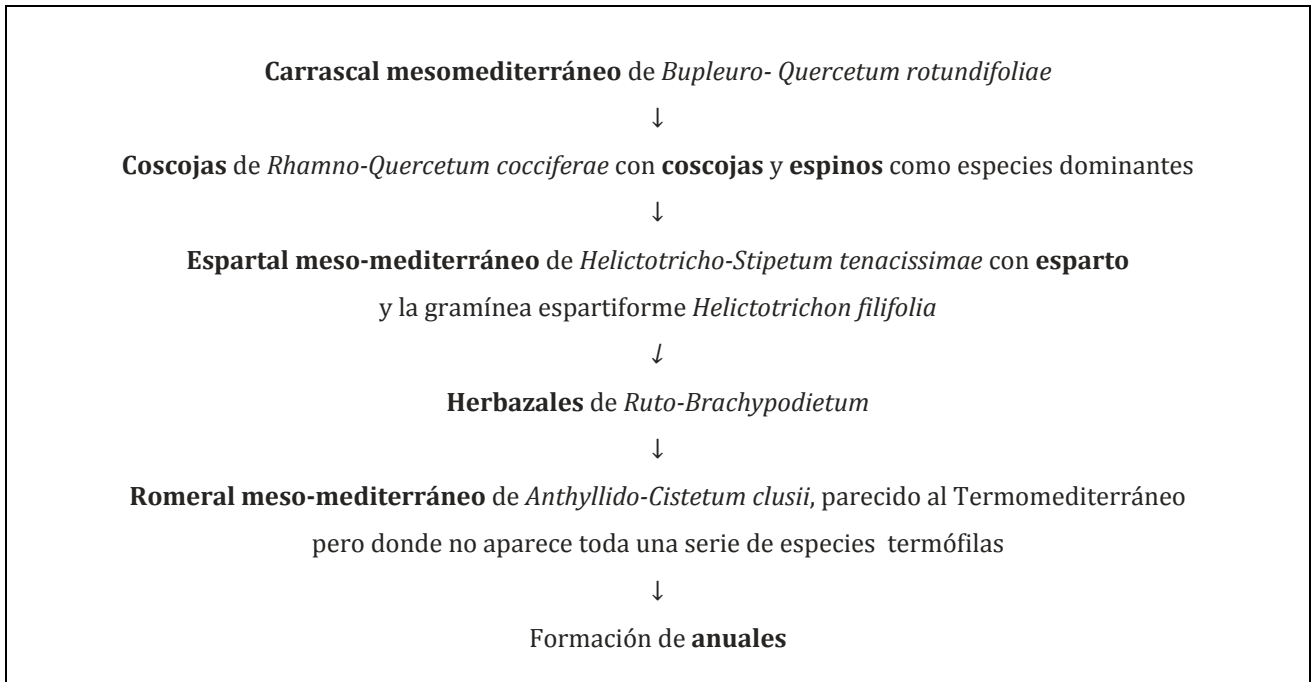 Carrascal mesomediterráneo de Bupleuro- Quercetum rotundifoliae
↓
Coscojas de Rhamno-Quercetum cocciferae con coscojas y espinos como especies dominantes
↓
Espartal meso-mediterráneo de Helictotricho-Stipetum tenacissimae con esparto
y la gramínea espartiforme Helictotrichon filifolia
↓
Herbazales de Ruto-Brachypodietum
↓
Romeral meso-mediterráneo de Anthyllido-Cistetum clusii, parecido al Termomediterráneo
pero donde no aparece toda una serie de especies termófilas
↓
Formación de anuales